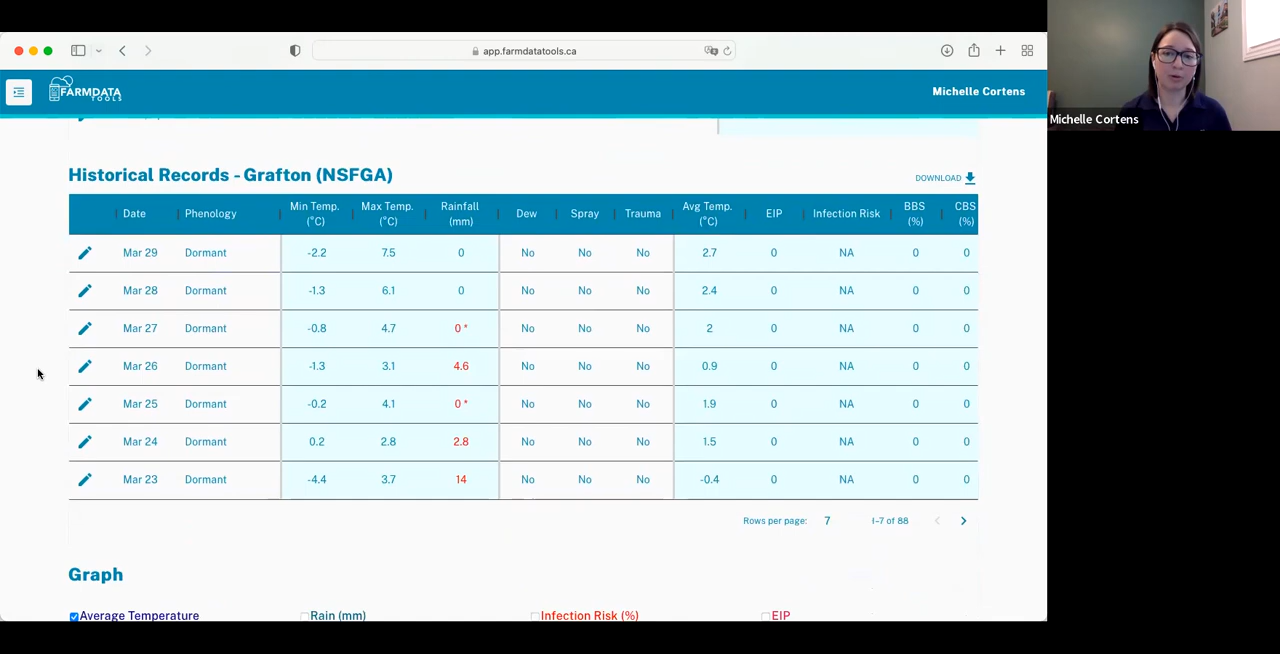 app.farmdatatools.ca
FARMDATA
TOOLS
Michelle Cortens
Michelle Cortens
Historical Records - Grafton (NSFGA)
DOWNLOAD
Date Phenology Min Temp. (°C) Max Temp. (°C) Rainfall (mm) Dew Spray Trauma Avg Temp. (°C) EIP Infection Risk BBS (%) CBS (%)
Mar 29 Dormant -2.2 7.5 0 No No No 2.7 0 NA 0 0
Mar 28 Dormant -1.3 6.1 0 No No No 2.4 0 NA 0 0
Mar 27 Dormant -0.8 4.7 0 * No No No 2 0 NA 0 0
Mar 26 Dormant -1.3 3.1 4.6 No No No 0.9 0 NA 0 0
Mar 25 Dormant -0.2 4.1 0 * No No No 1.9 0 NA 0 0
Mar 24 Dormant 0.2 2.8 2.8 No No No 1.5 0 NA 0 0
Mar 23 Dormant -4.4 3.7 14 No No No -0.4 0 NA 0 0
Rows per page: 7 1-7 of 88
Graph
Average Temperature Rain (mm) Infection Risk (%) EIP